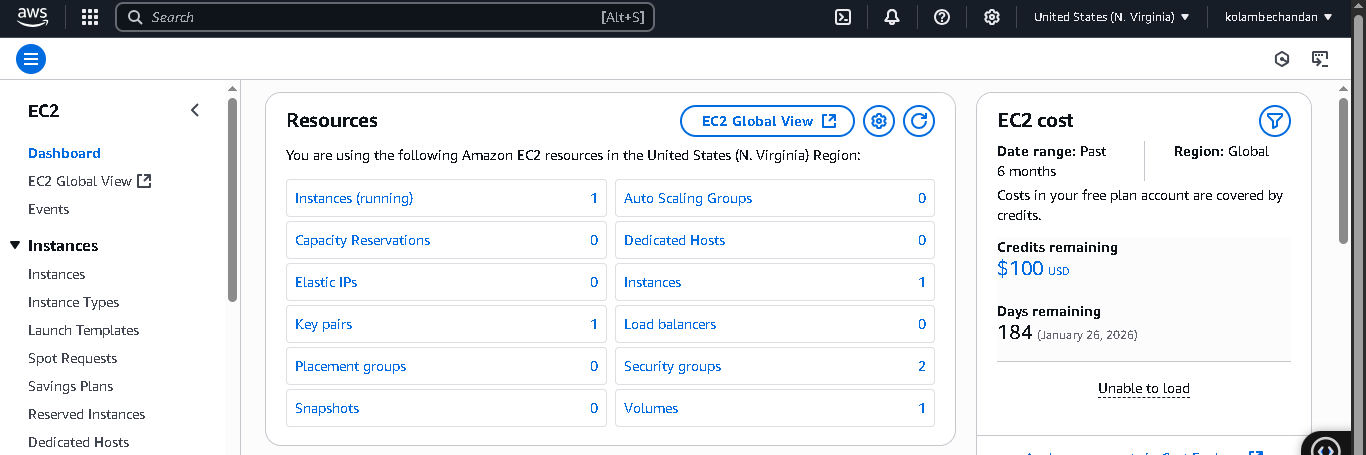 aws
Search
[Alt+S]
United States (N. Virginia)
kolambechandan
EC2
Dashboard
EC2 Global View
Events
Instances
Instances
Instance Types
Launch Templates
Spot Requests
Savings Plans
Reserved Instances
Dedicated Hosts
Resources
EC2 Global View
You are using the following Amazon EC2 resources in the United States (N. Virginia) Region:
Instances (running) 1
Auto Scaling Groups 0
Capacity Reservations 0
Dedicated Hosts 0
Elastic IPs 0
Instances 1
Key pairs 1
Load balancers 0
Placement groups 0
Security groups 2
Snapshots 0
Volumes 1
EC2 cost
Date range: Past
6 months
Region: Global
Costs in your free plan account are covered by
credits.
Credits remaining
$100 USD
Days remaining
184 (January 26, 2026)
Unable to load